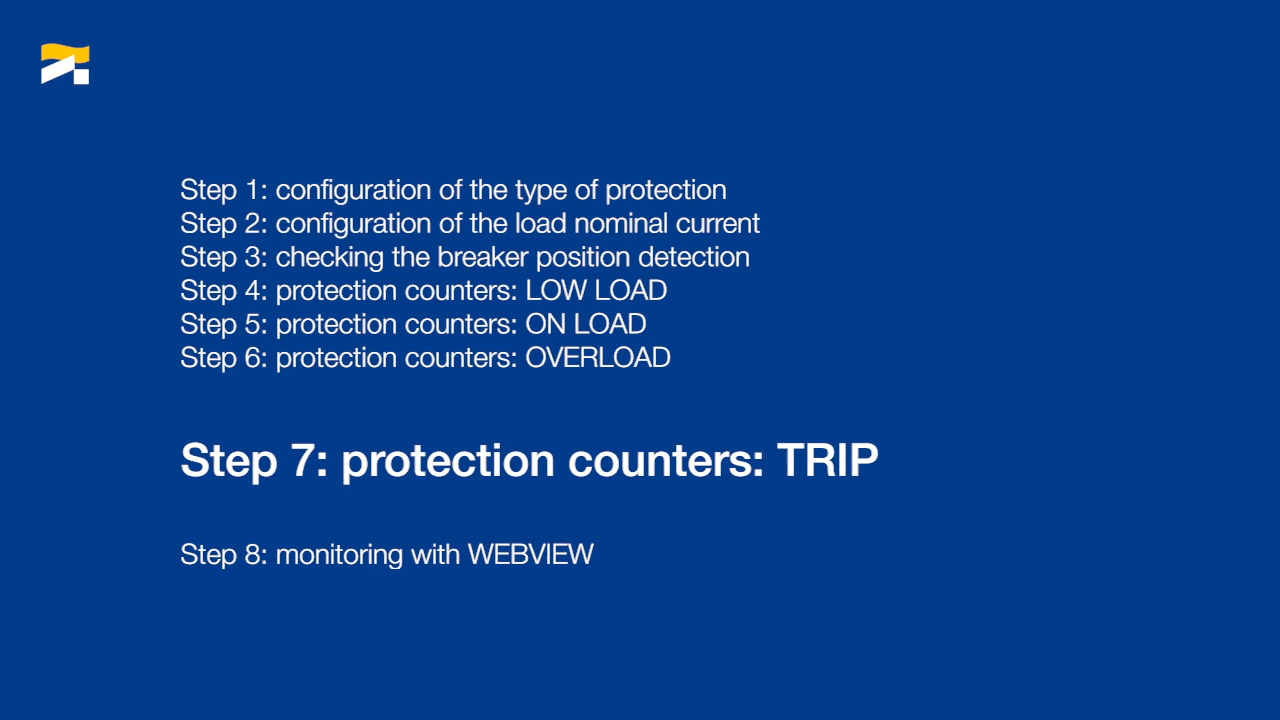 Step 1: configuration of the type of protection
Step 2: configuration of the load nominal current
Step 3: checking the breaker position detection
Step 4: protection counters: LOW LOAD
Step 5: protection counters: ON LOAD
Step 6: protection counters: OVERLOAD
Step 7: protection counters: TRIP
Step 8: monitoring with WEBVIEW